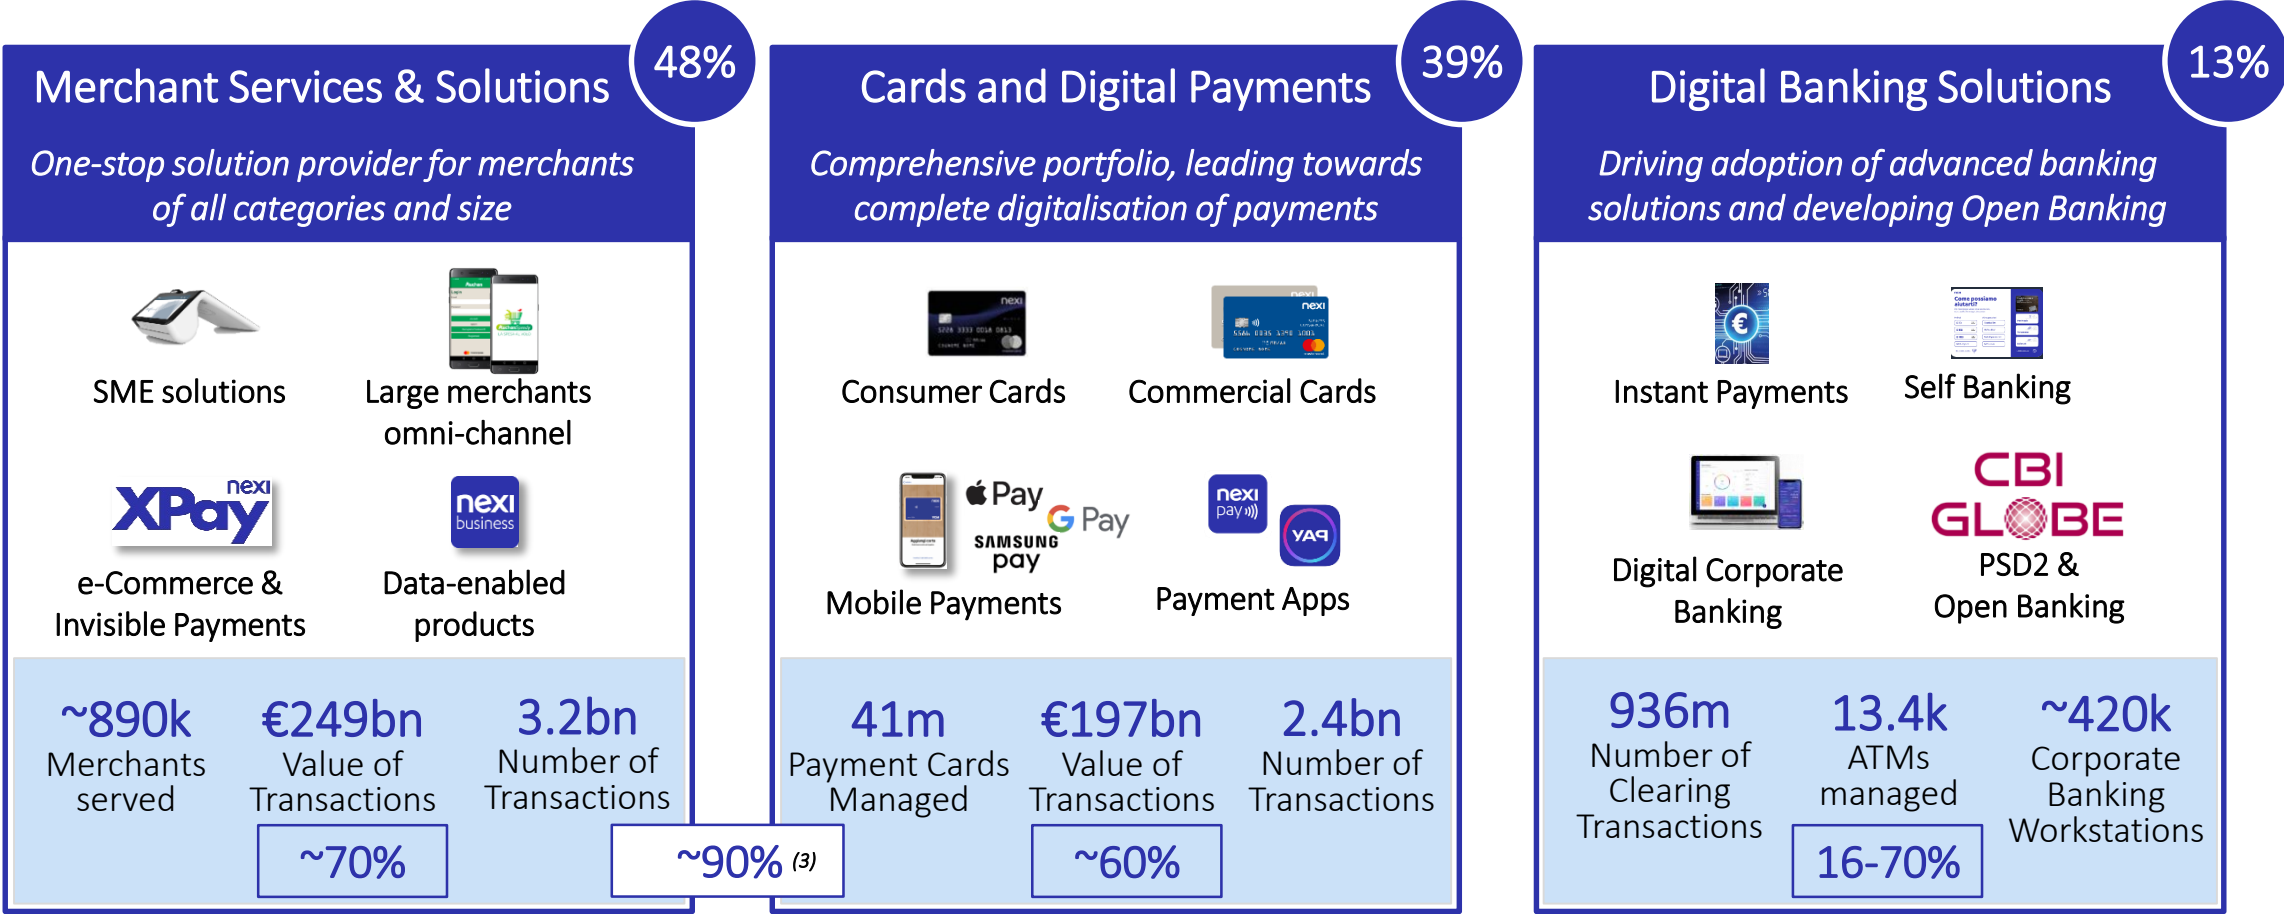 Merchant Services & Solutions
48%
One-stop solution provider for merchants
of all categories and size
SME solutions
Large merchants
omni-channel
nexi
XPay
e-Commerce &
Invisible Payments
nexi
business
Data-enabled
products
~890k
Merchants
served
€249bn
Value of
Transactions
3.2bn
Number of
Transactions
~70%
~90% (3)
Cards and Digital Payments
39%
Comprehensive portfolio, leading towards
complete digitalisation of payments
nexi
Consumer Cards
nexi
nexi
Commercial Cards
Pay
G Pay
SAMSUNG
pay
Mobile Payments
nexi
pay
YAP
Payment Apps
41m
Payment Cards
Managed
€197bn
Value of
Transactions
2.4bn
Number of
Transactions
~60%
Digital Banking Solutions
13%
Driving adoption of advanced banking
solutions and developing Open Banking
€
Instant Payments
Come possiamo
aiutarti?
Self Banking
Digital Corporate
Banking
CBI
GLOBE
PSD2 &
Open Banking
936m
Number of
Clearing
Transactions
13.4k
ATMs
managed
~420k
Corporate
Banking
Workstations
16-70%